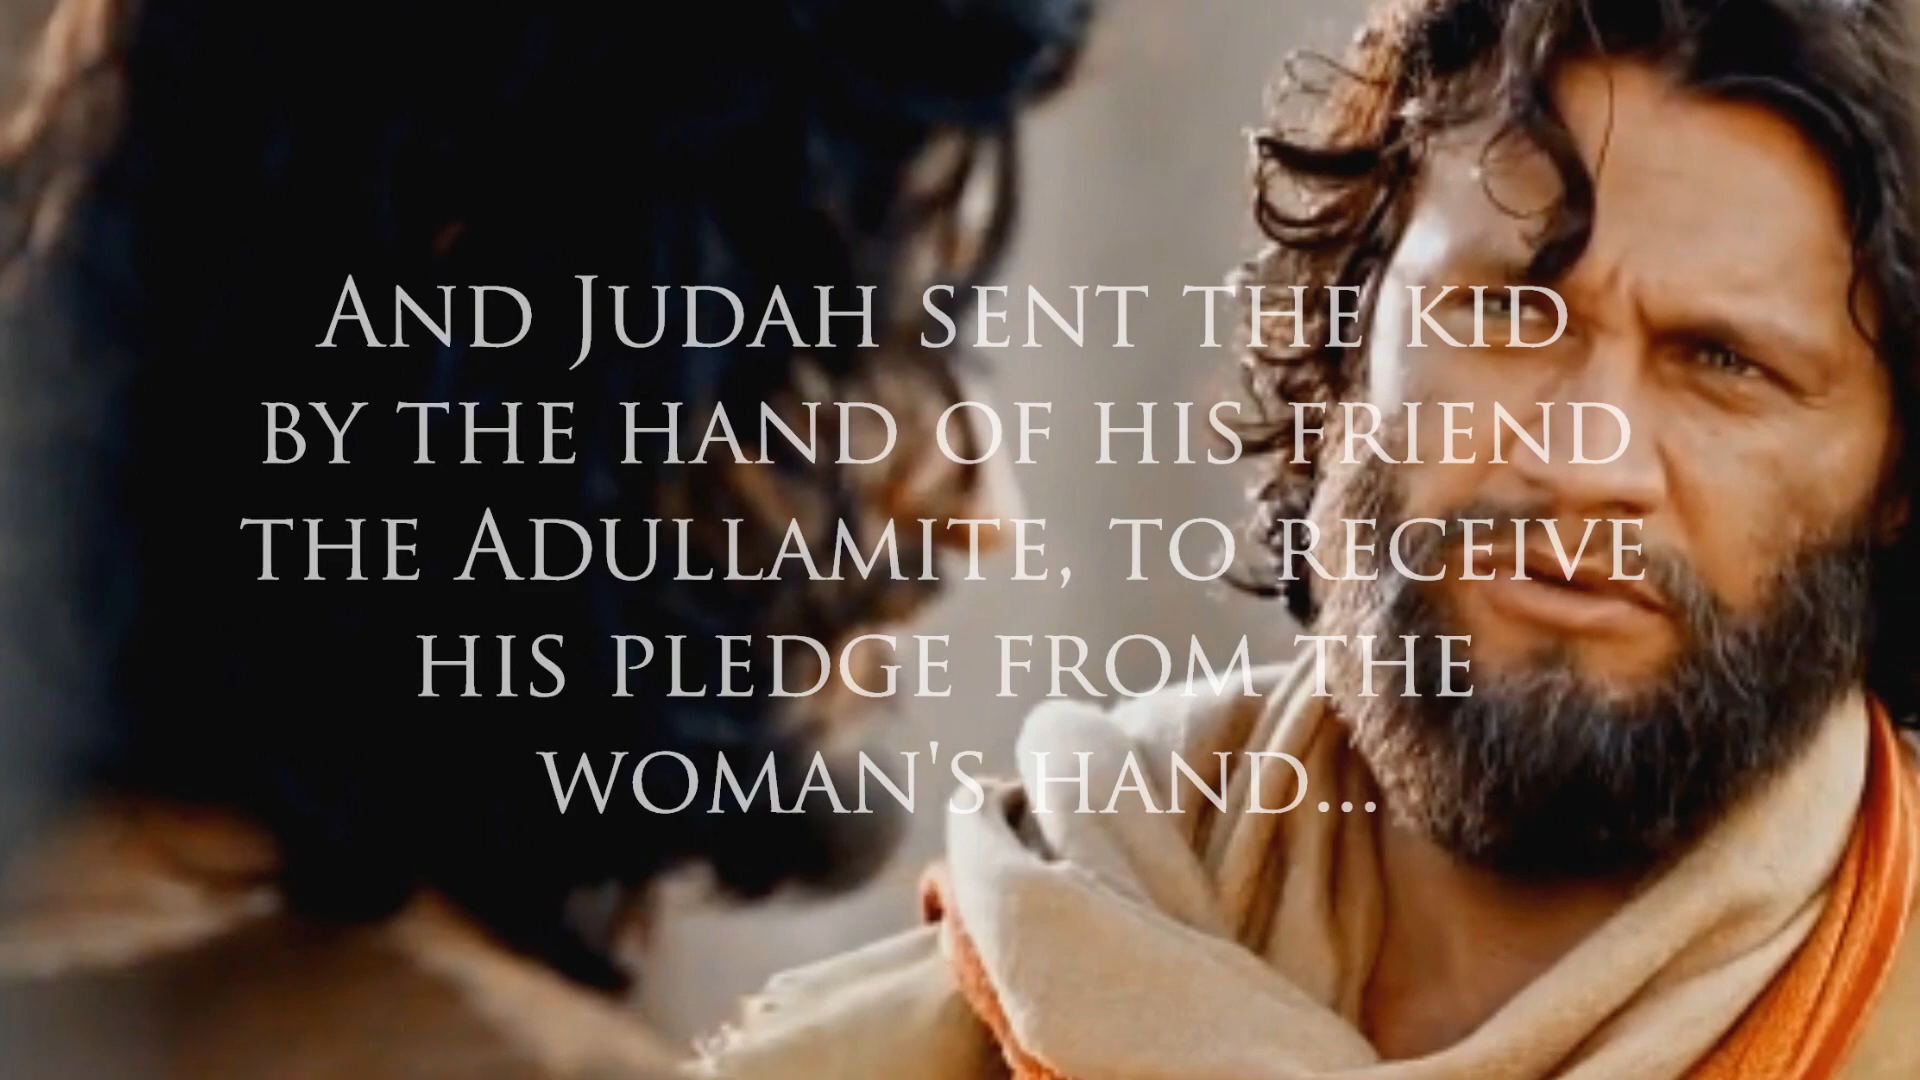 And Judah sent the kid
by the hand of his friend
the Adullamite, to receive
his pledge from the
woman's hand...